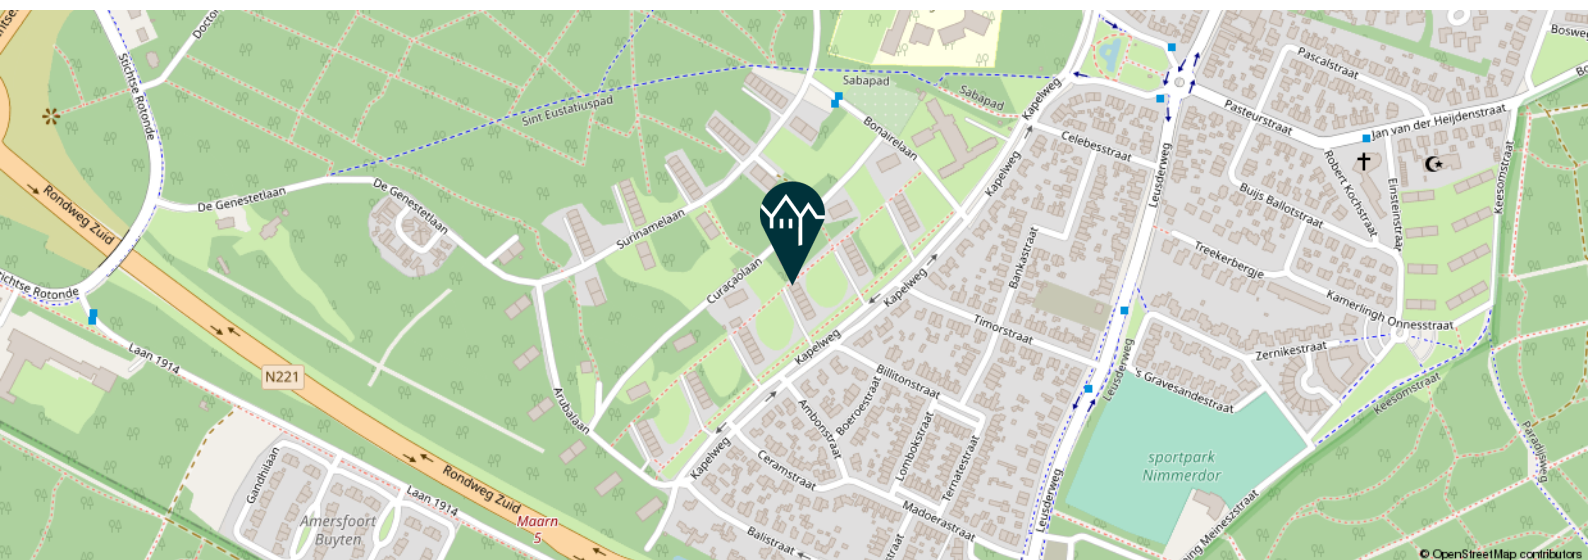 Stichtse Rotonde
Sint Eustatiuspad
Sabapad
Sabapad
Kapelweg
Bonairelaan
Celebesstraat
Kapelweg
Leusderweg
Pascalstraat
Pasteurstraat
Jan van der Heijdenstraat
Robert Kochstraat
Einsteinstraat
Keesomstraat
Buijs Ballotstraat
De Genestetlaan
De Genestetlaan
Rondweg Zuid
Surinamelaan
Curaçaolaan
Kapelweg
Bankastraat
Treekerbergje
Kamerlingh Onnesstraat
Timorstraat
Zernikestraat
Laan 1914
N221
Kapelweg
Billitonstraat
Leusderweg
's Gravesandestraat
Keesomstraat
Arubalaan
Ambonstraat
Boeroestraat
Lombokstraat
Ternatestraat
Kapelweg
Ceramstraat
sportpark
Nimmerdor
Paradijsweg
Gandhilaan
Rondweg Zuid
Laan 1914
Amersfoort
Buyten
Maarn
5
Madoerastraat
Leusderweg
Balistraat
© OpenStreetMap contributors